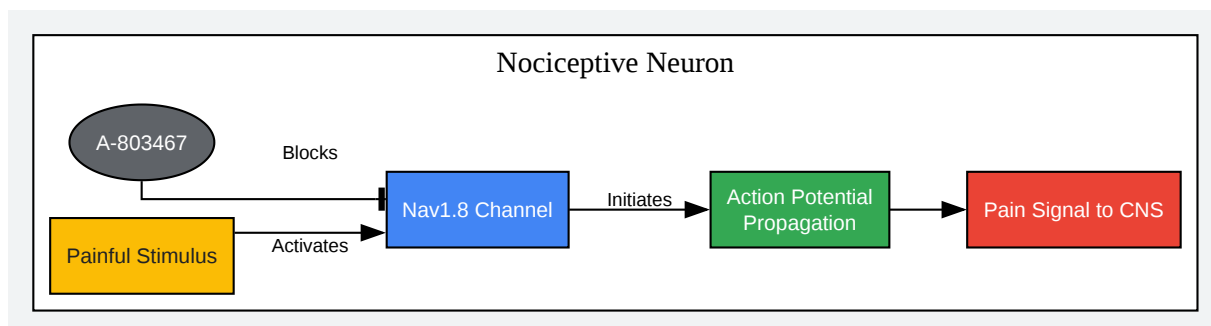 Nociceptive Neuron
A-803467
Blocks
Nav1.8 Channel
Initiates
Action Potential
Propagation
Pain Signal to CNS
Painful Stimulus
Activates